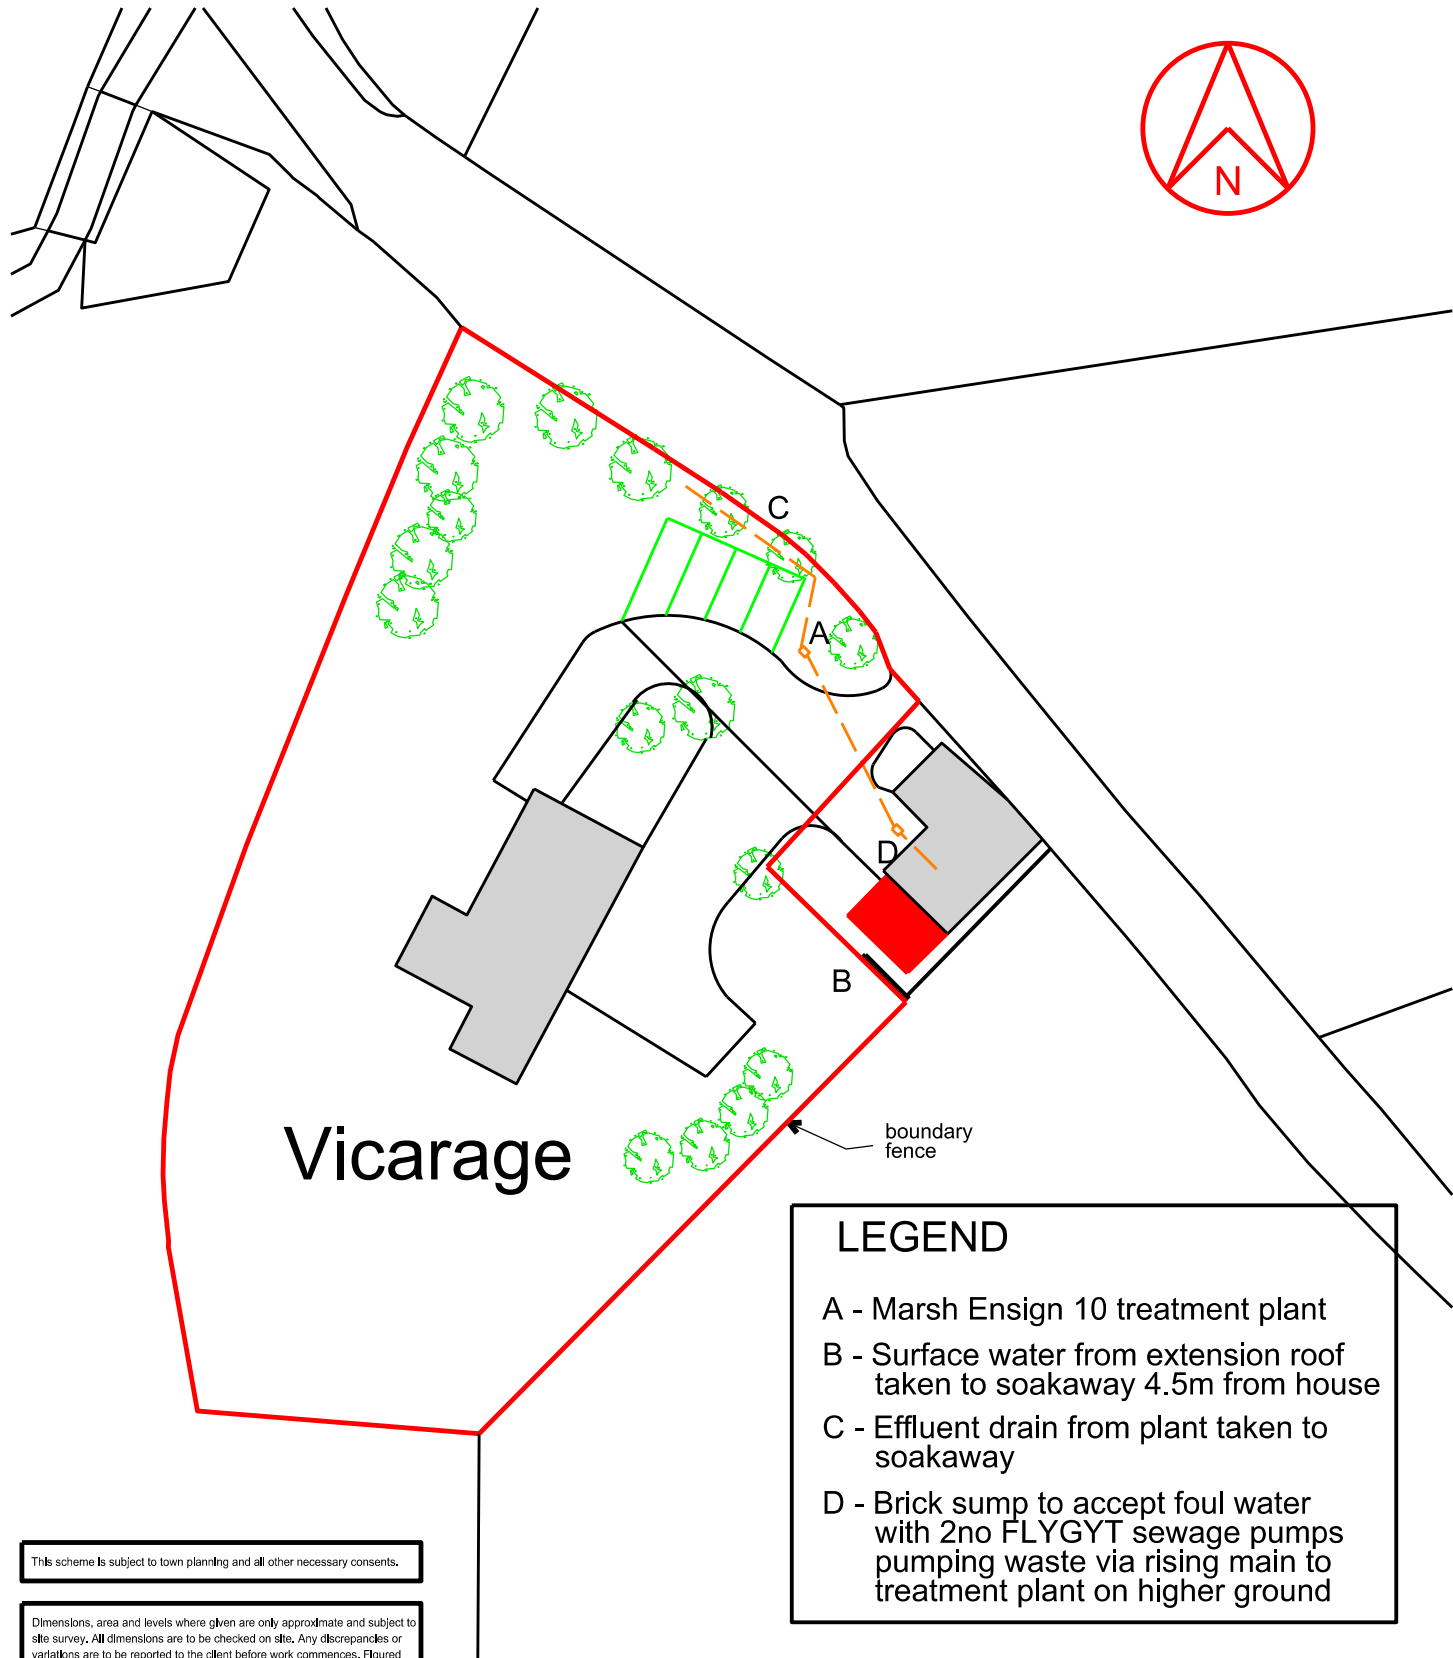 N
C
A
D
B
boundary
fence
Vicarage
LEGEND
A - Marsh Ensign 10 treatment plant
B - Surface water from extension roof
taken to soakaway 4.5m from house
C - Effluent drain from plant taken to
soakaway
D - Brick sump to accept foul water
with 2no FLYGYT sewage pumps
pumping waste via rising main to
treatment plant on higher ground
This scheme is subject to town planning and all other necessary consents.
Dimensions, area and levels where given are only approximate and subject to
site survey. All dimensions are to be checked on site. Any discrepancies or
variations are to be reported to the client before work commences. Figured